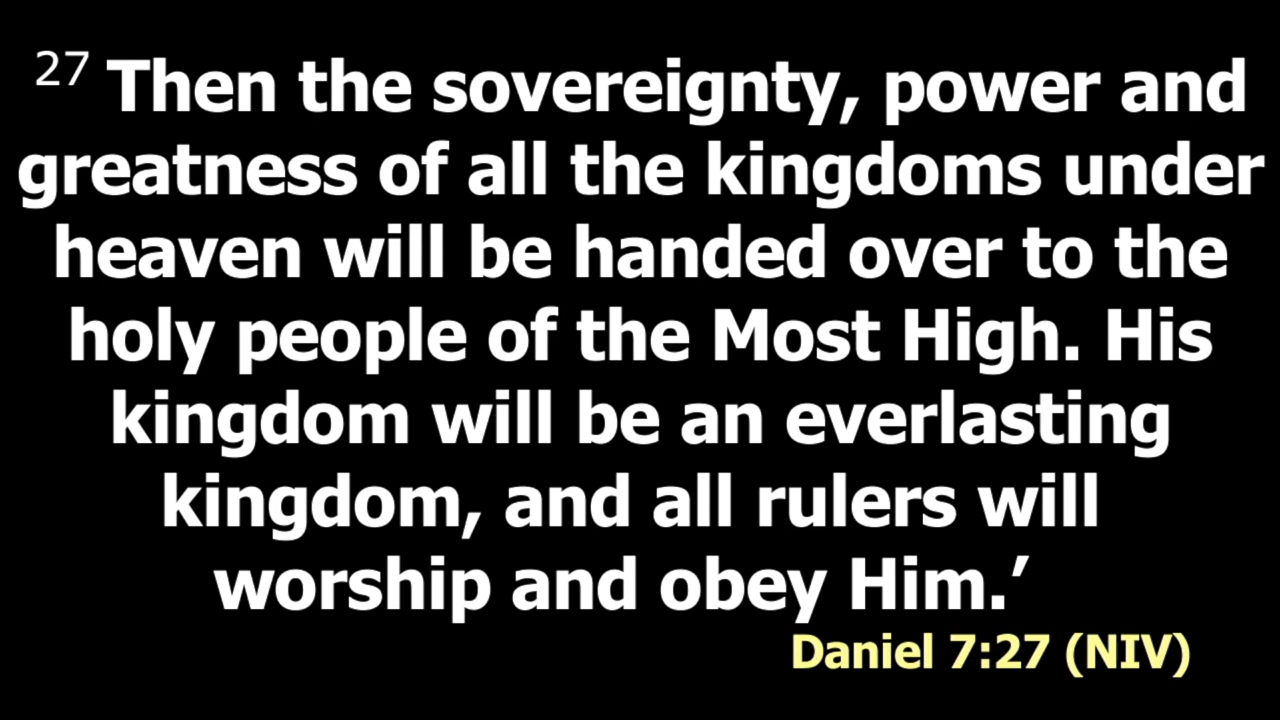 27 Then the sovereignty, power and
greatness of all the kingdoms under
heaven will be handed over to the
holy people of the Most High. His
kingdom will be an everlasting
kingdom, and all rulers will
worship and obey Him.’
Daniel 7:27 (NIV)